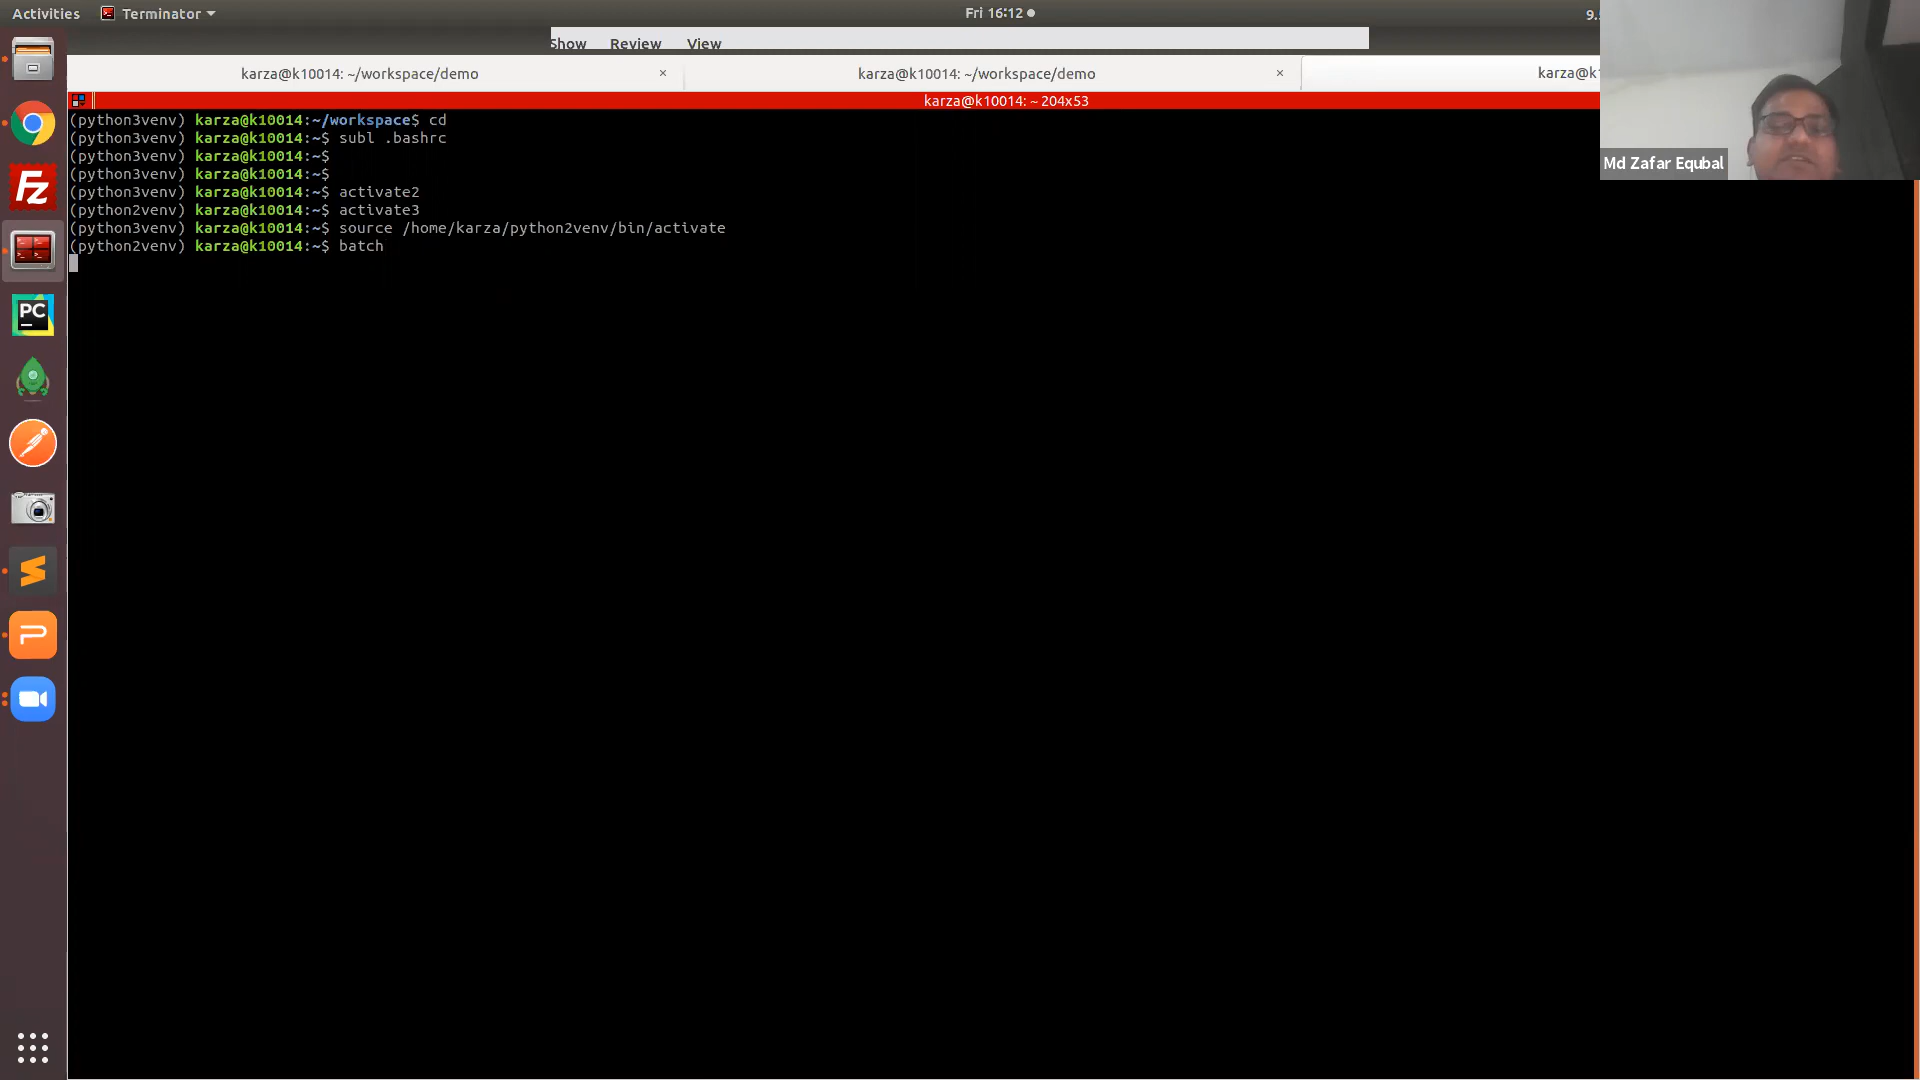 Activities Terminator Fri 16:12 9.
Show Review View
karza@k10014: ~/workspace/demo × karza@k10014: ~/workspace/demo × karza@k
karza@k10014: ~ 204x53
(python3venv) karza@k10014:~/workspace$ cd
(python3venv) karza@k10014:~$ subl .bashrc
(python3venv) karza@k10014:~$
(python3venv) karza@k10014:~$
(python3venv) karza@k10014:~$ activate2
(python2venv) karza@k10014:~$ activate3
(python3venv) karza@k10014:~$ source /home/karza/python2venv/bin/activate
(python2venv) karza@k10014:~$ batch
Md Zafar Equbal
Fz
PC